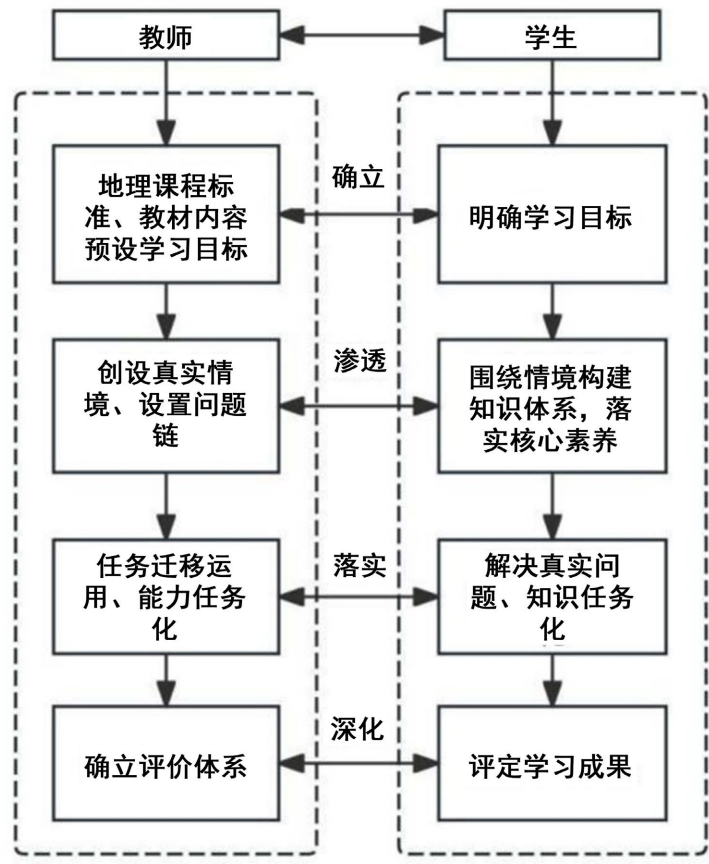 教师
学生
地理课程标
准、教材内容
预设学习目标
确立
明确学习目标
创设真实情
境、设置问题
链
渗透
围绕情境构建
知识体系，落
实核心素养
任务迁移运
用、能力任务
化
落实
解决真实问
题、知识任务
化
确立评价体系
深化
评定学习成果